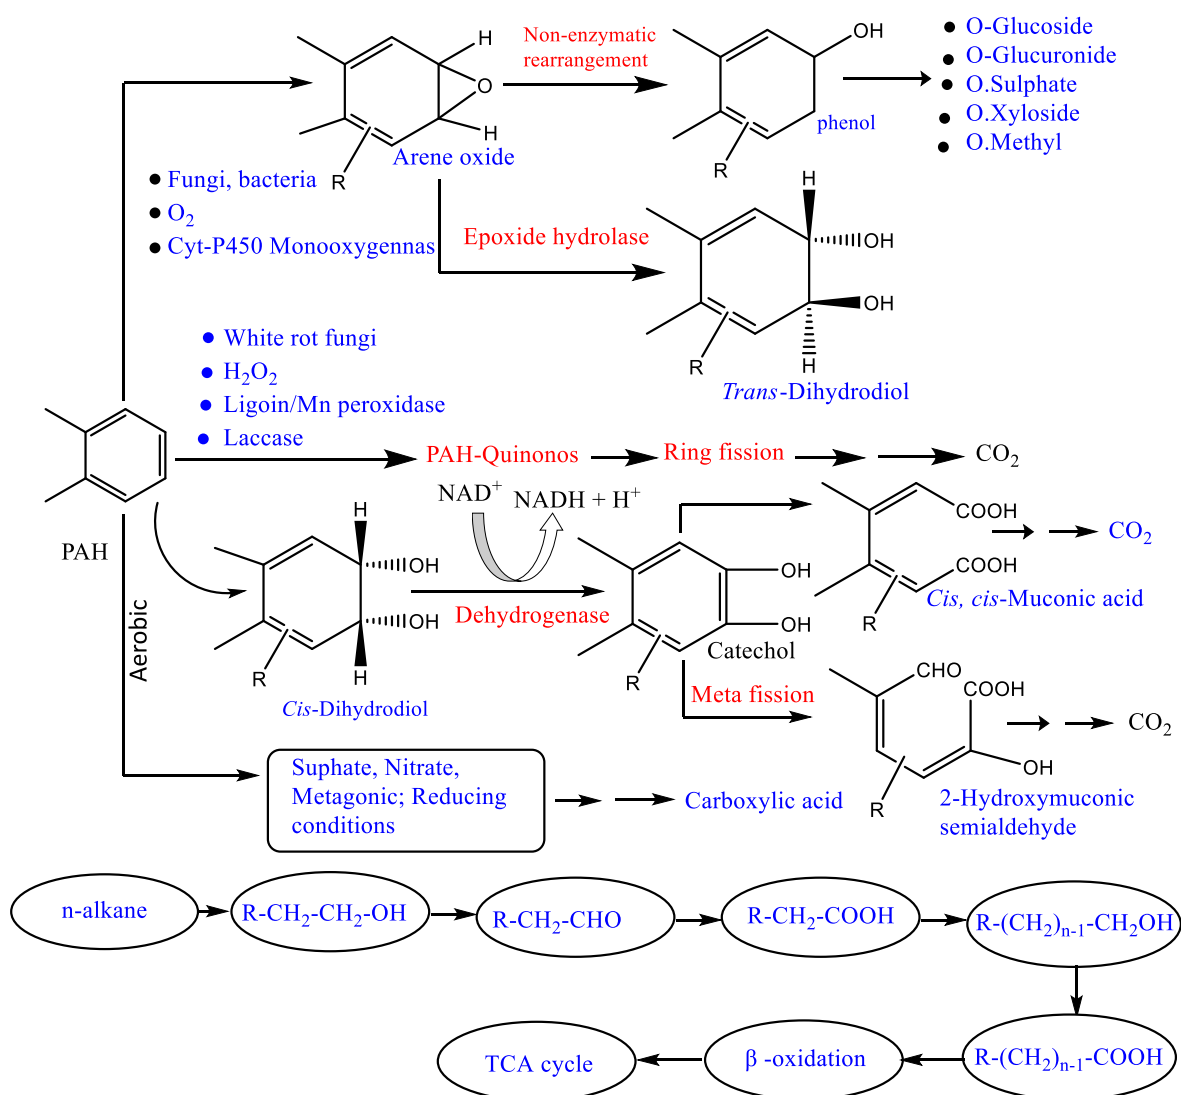 H
O
H
R
Arene oxide
Non-enzymatic
rearrangement
OH
phenol
R
O-Glucoside
O-Glucuronide
O.Sulphate
O.Xyloside
O.Methyl
Fungi, bacteria
O₂
Cyt-P450 Monooxygennas
Epoxide hydrolase
H
OH
OH
H
R
Trans-Dihydrodiol
White rot fungi
H₂O₂
Ligoin/Mn peroxidase
Laccase
PAH-Quinonos
Ring fission
CO₂
PAH
Aerobic
H
OH
OH
H
R
Cis-Dihydrodiol
NAD⁺
NADH + H⁺
Dehydrogenase
OH
OH
Catechol
R
COOH
COOH
R
Cis, cis-Muconic acid
CO₂
Meta fission
CHO
COOH
OH
R
2-Hydroxymuconic
semialdehyde
CO₂
Suphate, Nitrate,
Metagonic; Reducing
conditions
Carboxylic acid
n-alkane
R-CH₂-CH₂-OH
R-CH₂-CHO
R-CH₂-COOH
R-(CH₂)ₙ₋₁-CH₂OH
R-(CH₂)ₙ₋₁-COOH
β -oxidation
TCA cycle